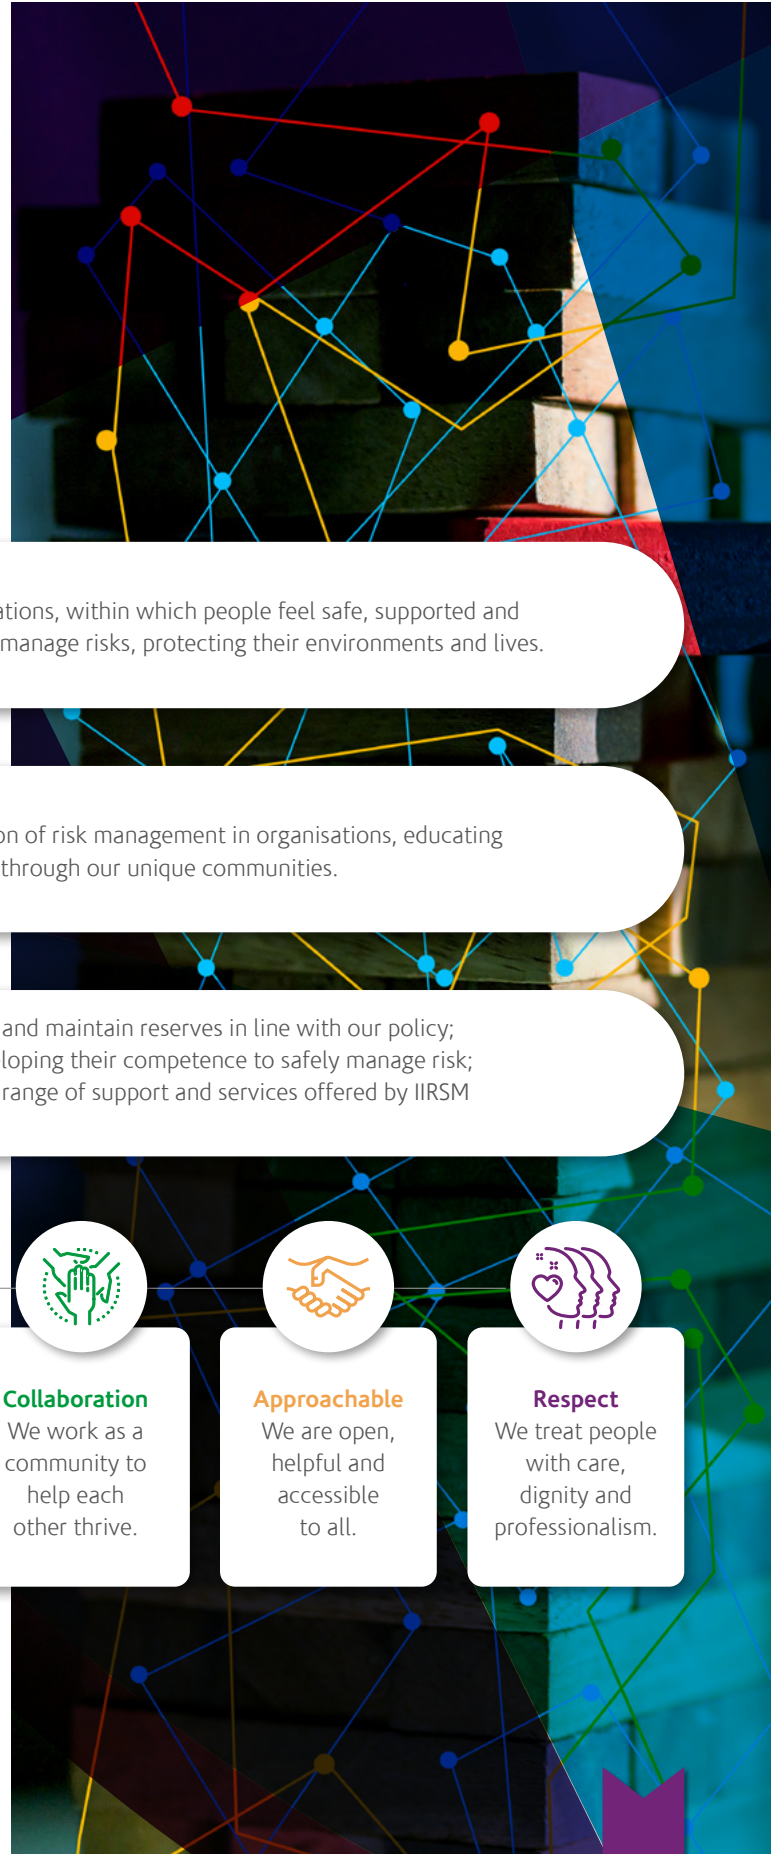 within which people feel safe, supported and
manage risks, protecting their environments and lives.
of risk management in organisations, educating
through our unique communities.
and maintain reserves in line with our policy;
their competence to safely manage risk;
range of support and services offered by IIRSM
Collaboration
We work as a
community to
help each
other thrive.
Approachable
We are open,
helpful and
accessible
to all.
Respect
We treat people
with care,
dignity and
professionalism.